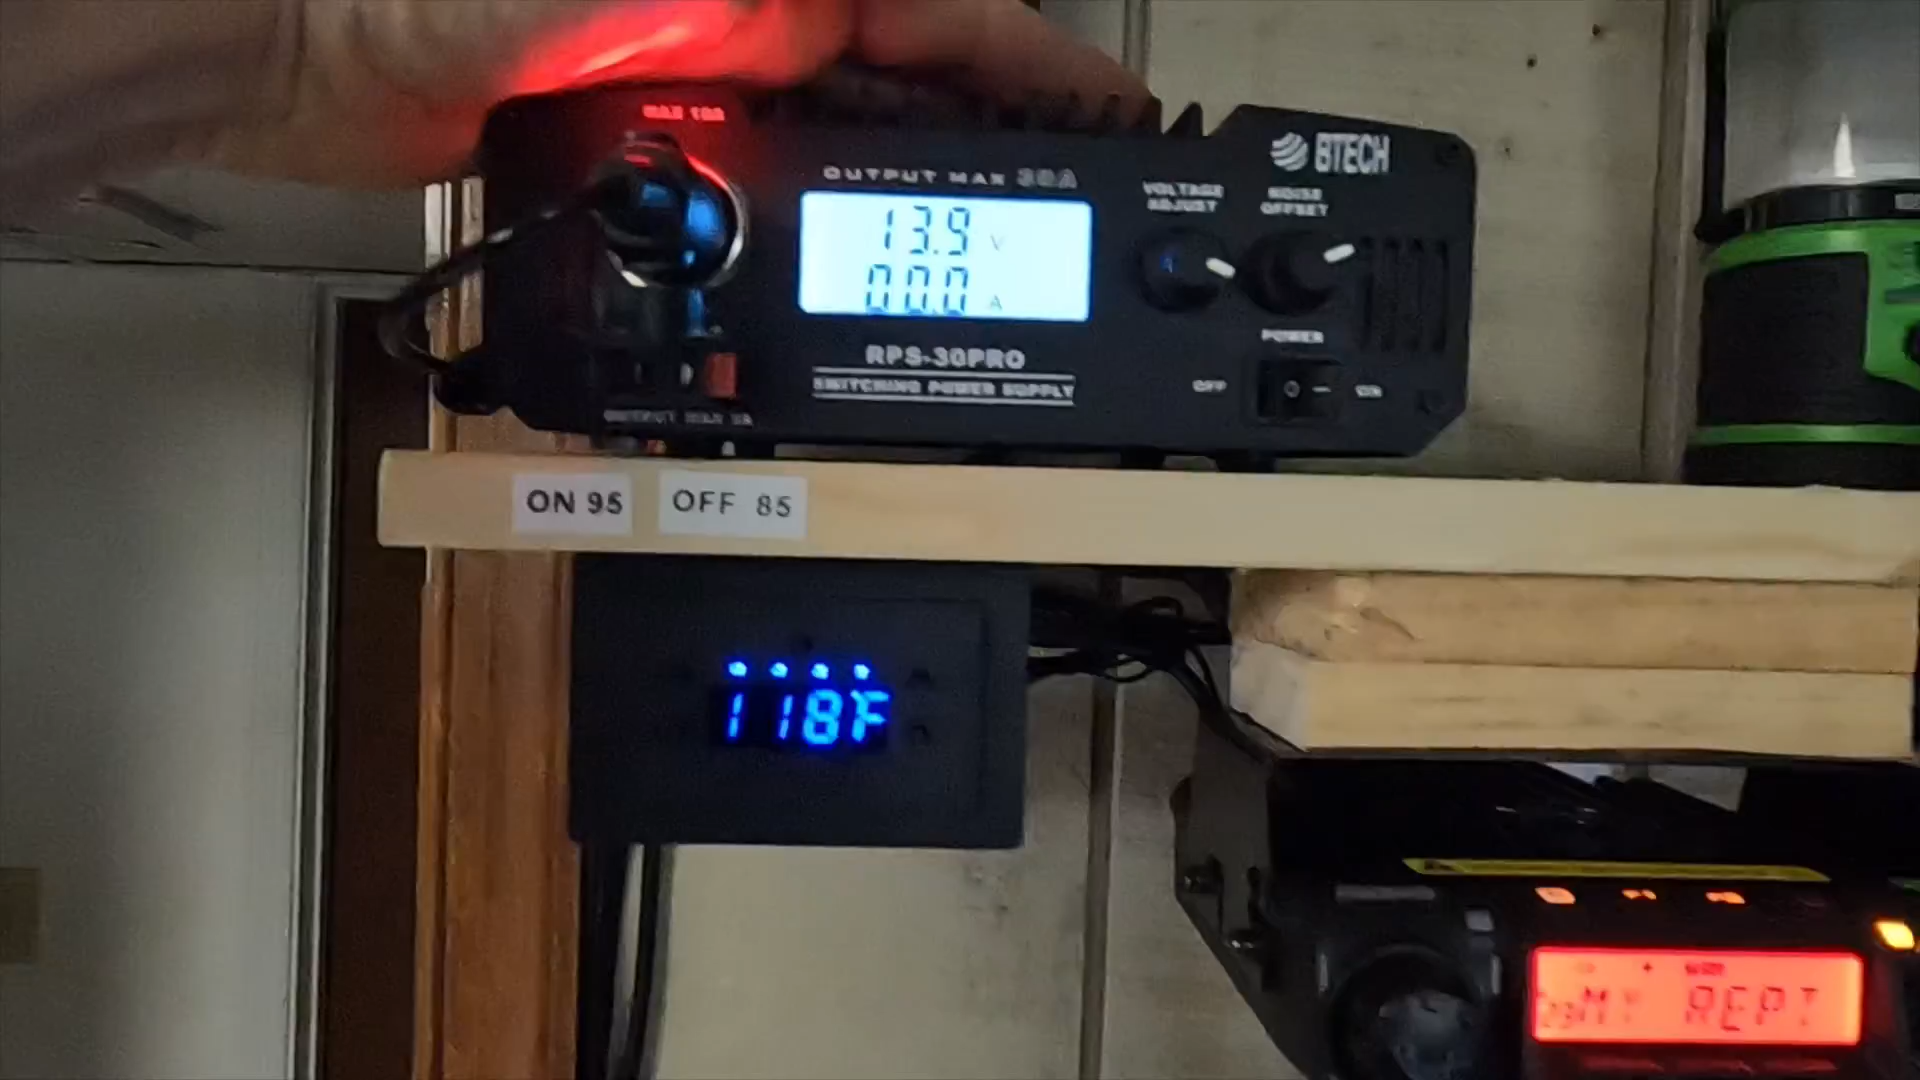 MAX 10A
BTECH
OUTPUT MAX 30A
VOLTAGE ADJUST
NOISE OFFSET
13.9 V
00.0 A
POWER
RPS-30PRO
SWITCHING POWER SUPPLY
OFF
ON
ON 95
OFF 85
118F
MY REPT